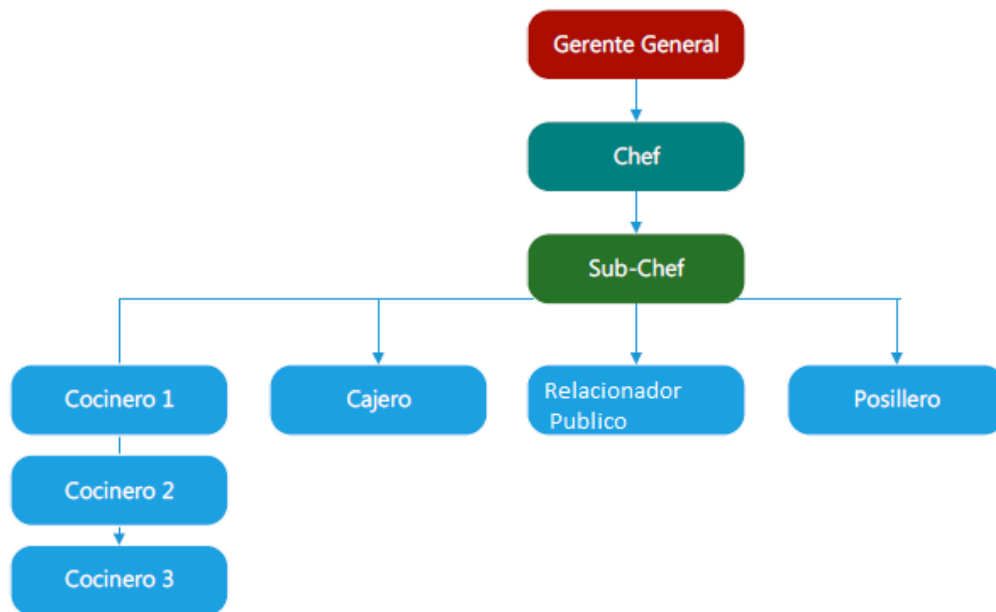 Gerente General
Chef
Sub-Chef
Cocinero 1
Cajero
Relacionador
Publico
Posillero
Cocinero 2
Cocinero 3